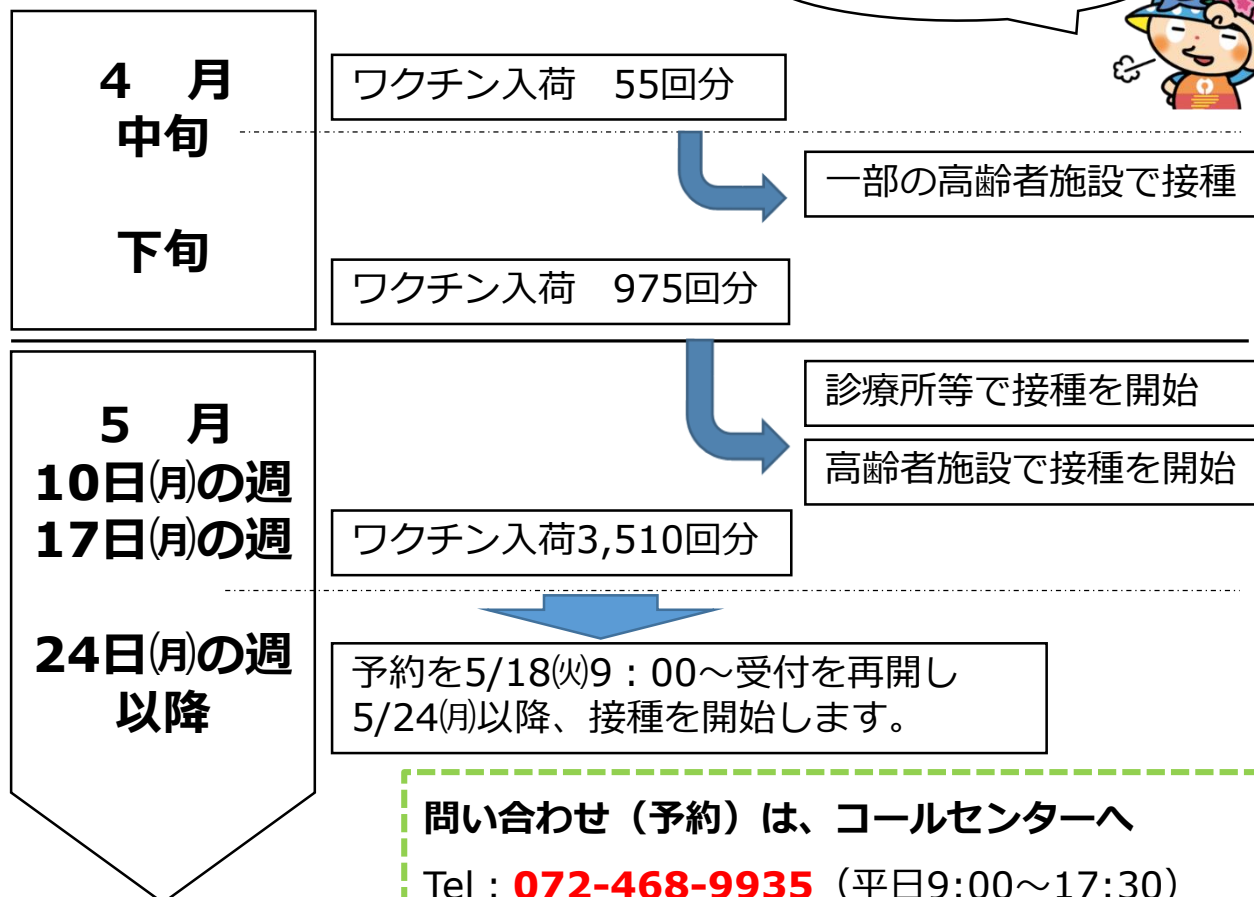 4 月
中旬
ワクチン入荷 55回分
一部の高齢者施設で接種
下旬
ワクチン入荷 975回分
診療所等で接種を開始
高齢者施設で接種を開始
5 月
10日㈪の週
17日㈪の週
ワクチン入荷3,510回分
24日㈪の週
以降
予約を5/18㈫9：00～受付を再開し
5/24㈪以降、接種を開始します。
問い合わせ（予約）は、コールセンターへ
Tel：072-468-9935（平日9:00～17:30）